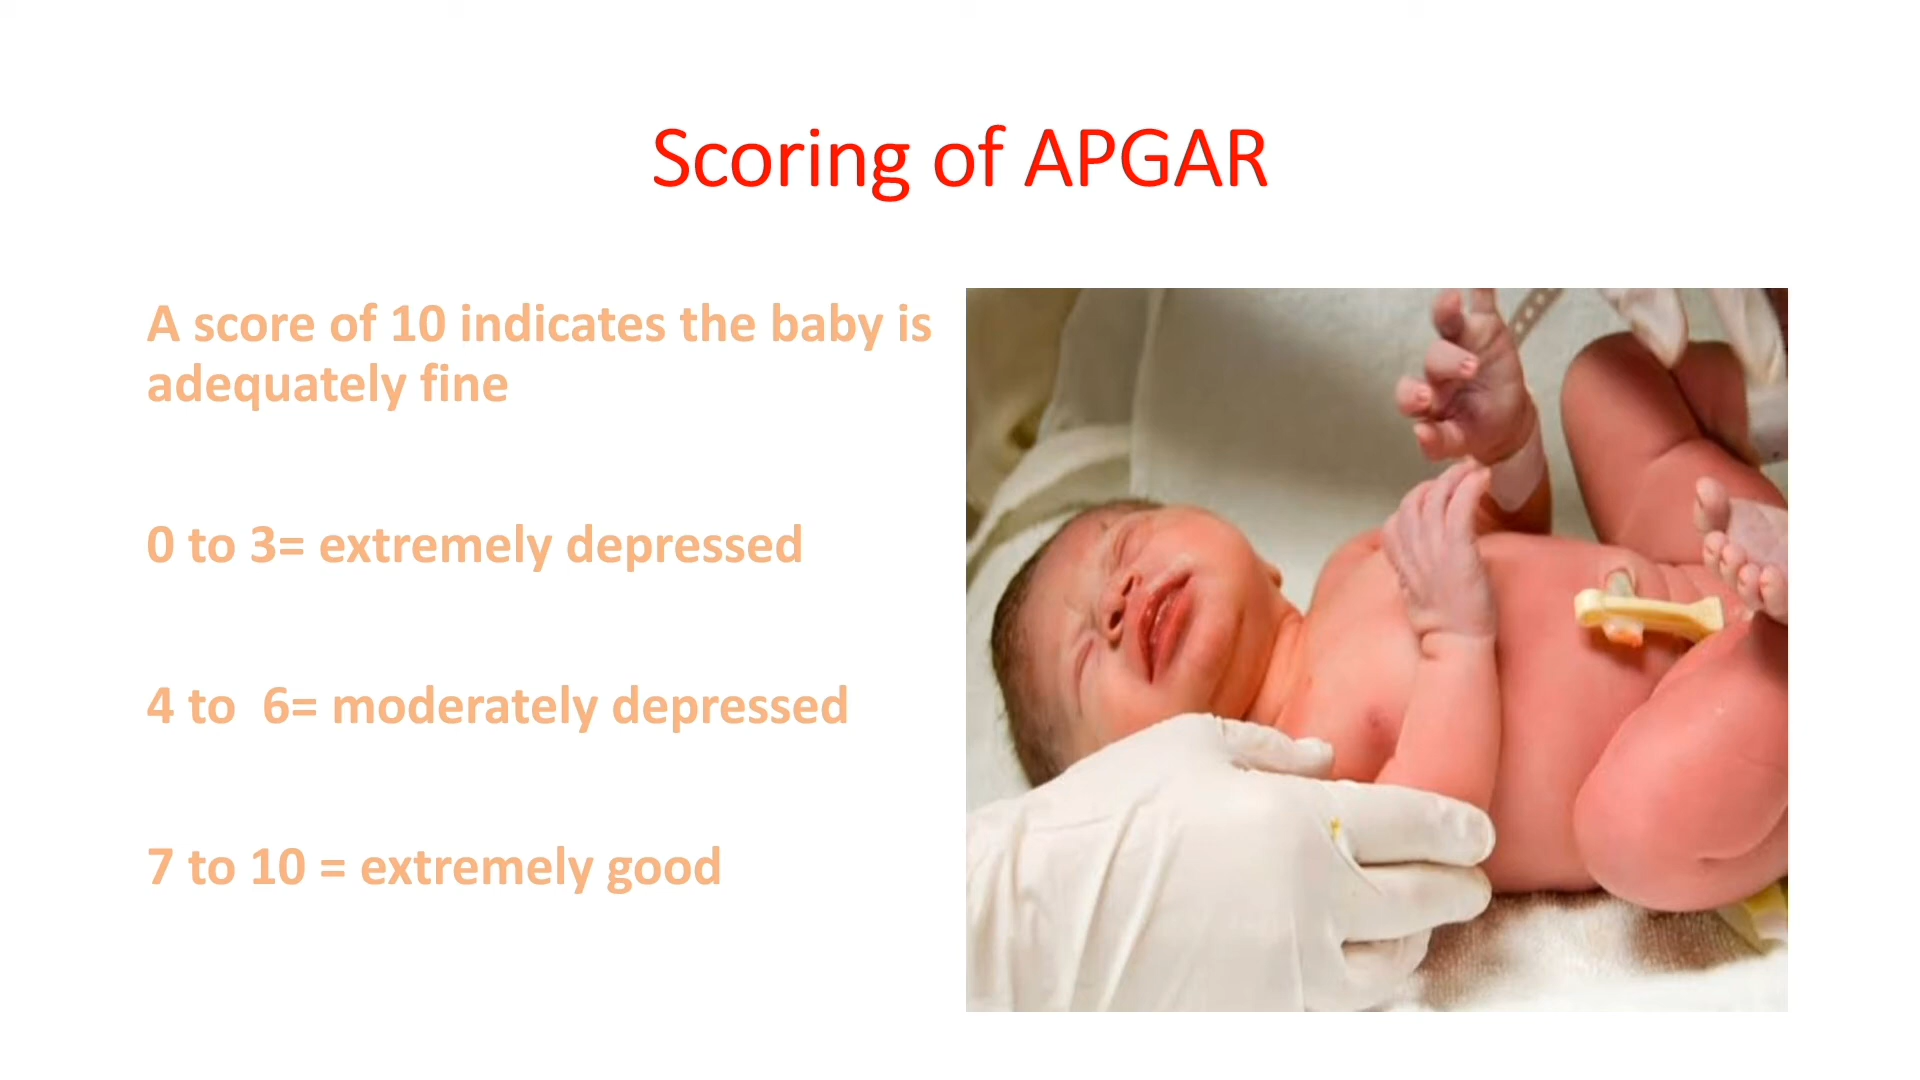 Scoring of APGAR
A score of 10 indicates the baby is
adequately fine
0 to 3= extremely depressed
4 to  6= moderately depressed
7 to 10 = extremely good